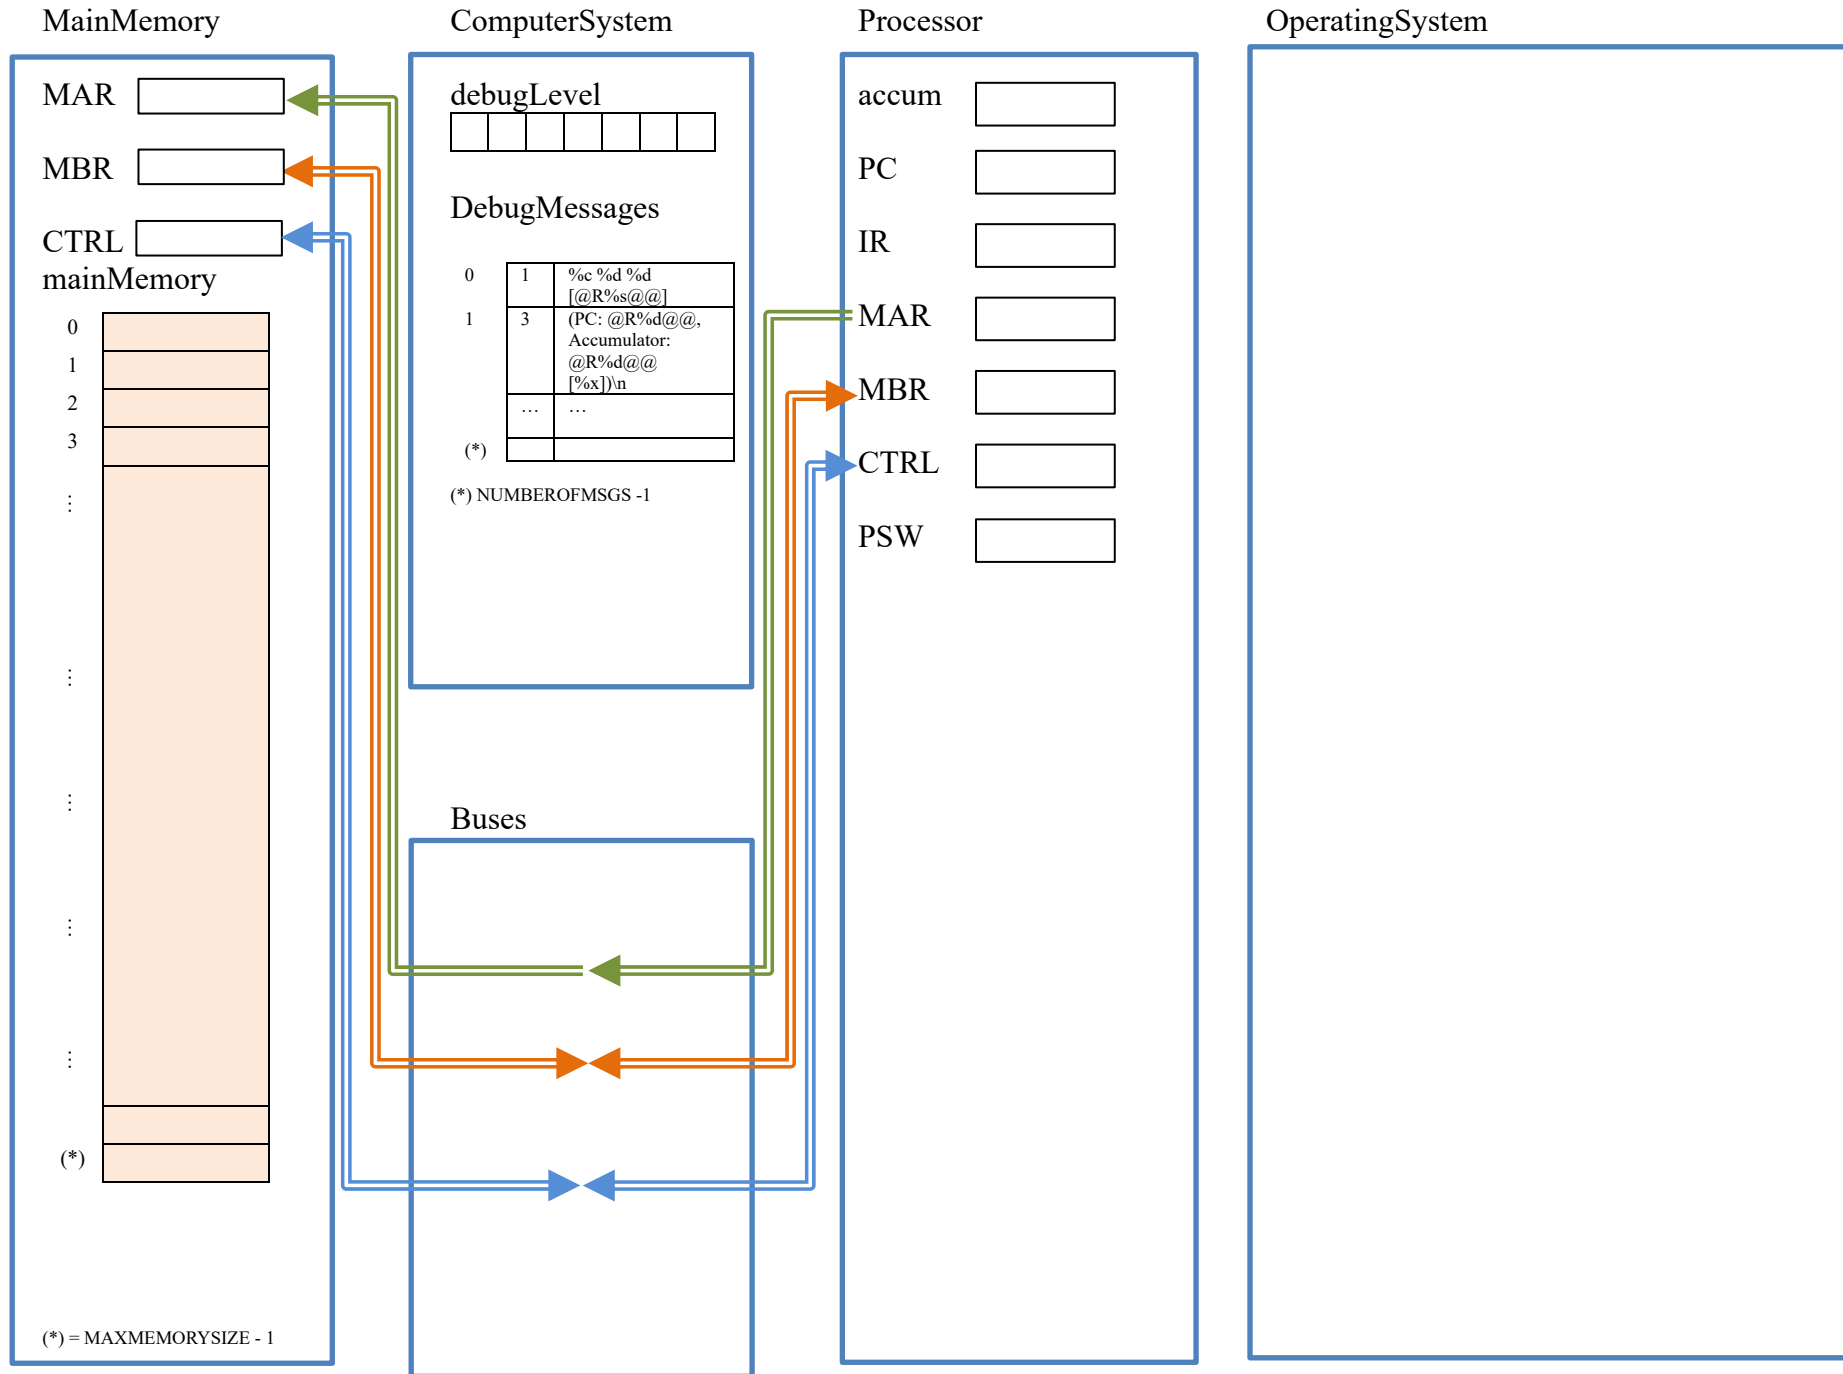 MainMemory
MAR
MBR
CTRL
mainMemory
0
1
2
3
⋮
⋮
⋮
⋮
⋮
(*)
(*) = MAXMEMORYSIZE - 1
ComputerSystem
debugLevel
DebugMessages
0 1 %c %d %d
[@R%s@@]
1 3 (PC: @R%d@@,
Accumulator:
@R%d@@
[%x])\n
… …
(*)
(*) NUMBEROFMSGS -1
Buses
Processor
accum
PC
IR
MAR
MBR
CTRL
PSW
OperatingSystem